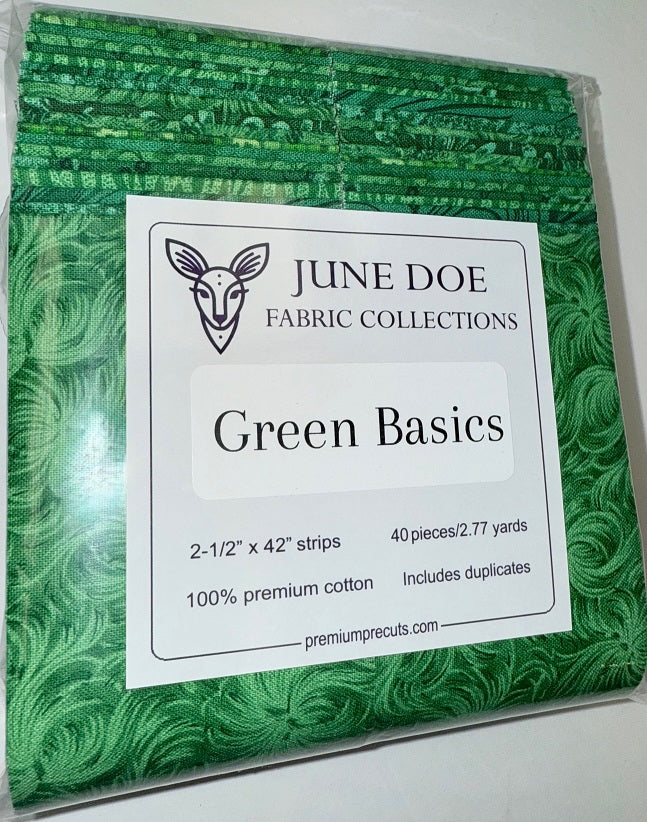 JUNE DOE
FABRIC COLLECTIONS
Green Basics
2-1/2” x 42” strips
40 pieces/2.77 yards
100% premium cotton
Includes duplicates
premiumprecuts.com